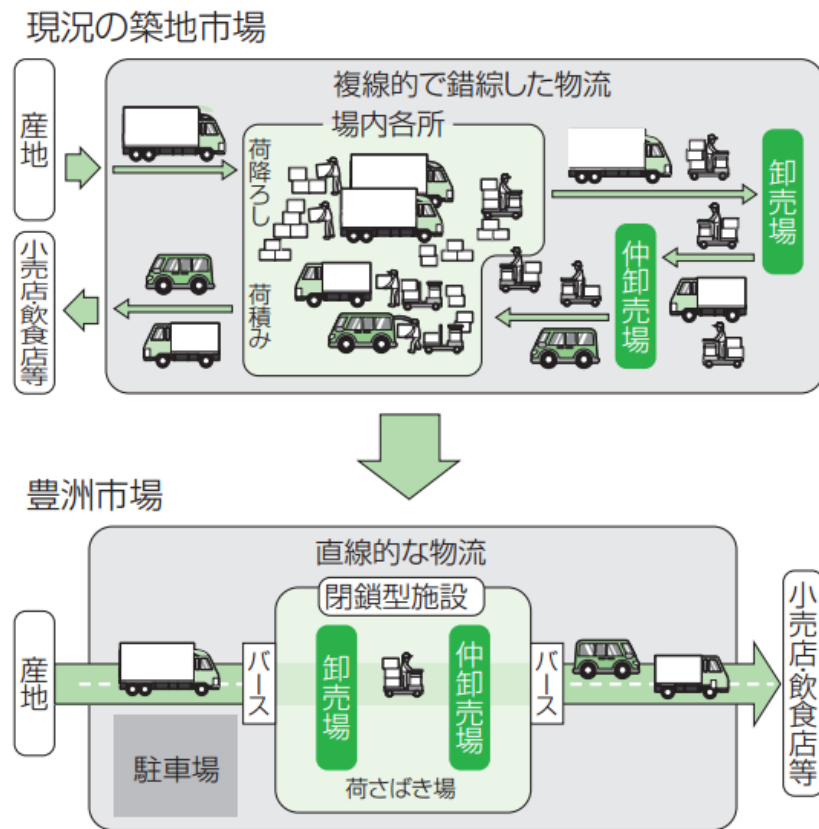 現況の築地市場
産地
小売店・飲食店等
複線的で錯綜した物流
場内各所
荷降ろし
荷積み
仲卸売場
卸売場
豊洲市場
産地
直線的な物流
閉鎖型施設
バース
卸売場
仲卸売場
バース
荷さばき場
駐車場
小売店・飲食店等